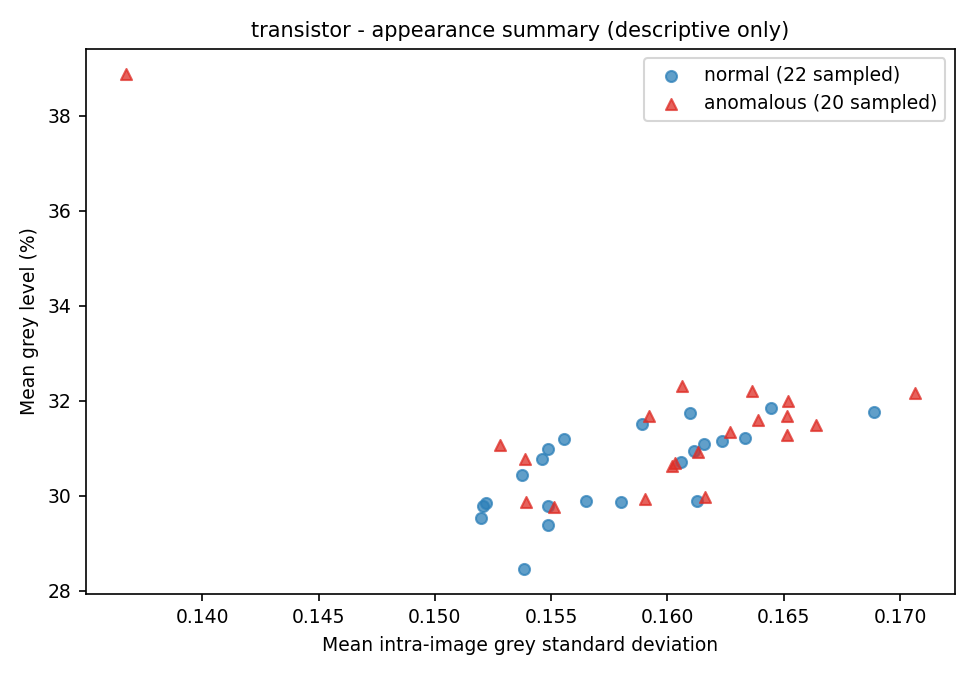 transistor - appearance summary (descriptive only)
normal (22 sampled)
anomalous (20 sampled)
Mean grey level (%)
38
36
34
32
30
28
0.140 0.145 0.150 0.155 0.160 0.165 0.170
Mean intra-image grey standard deviation